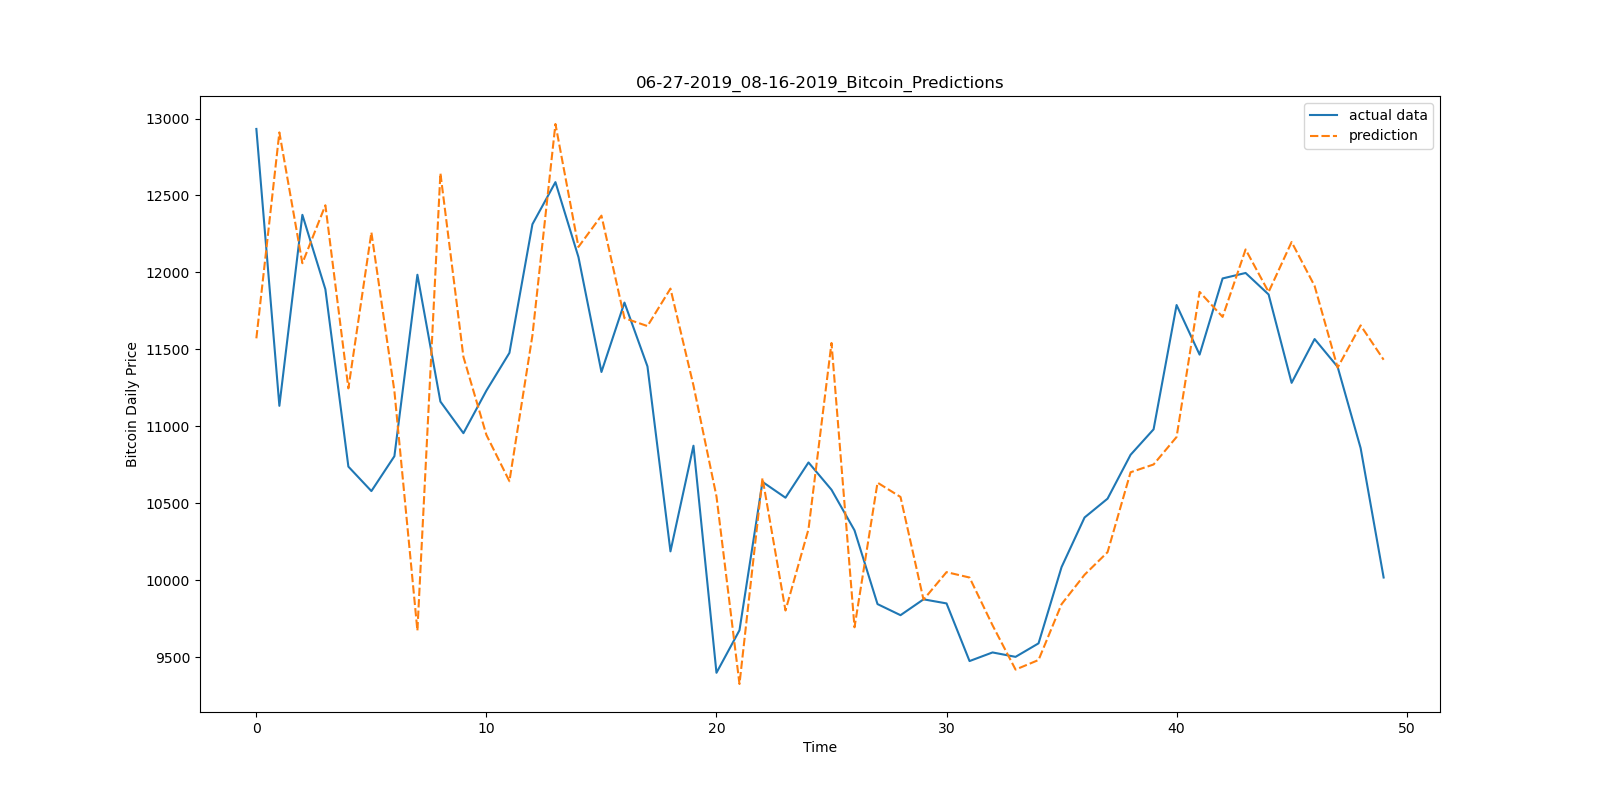 06-27-2019_08-16-2019_Bitcoin_Predictions
actual data
prediction
13000
12500
12000
11500
11000
10500
10000
9500
Bitcoin Daily Price
0
10
20
30
40
50
Time